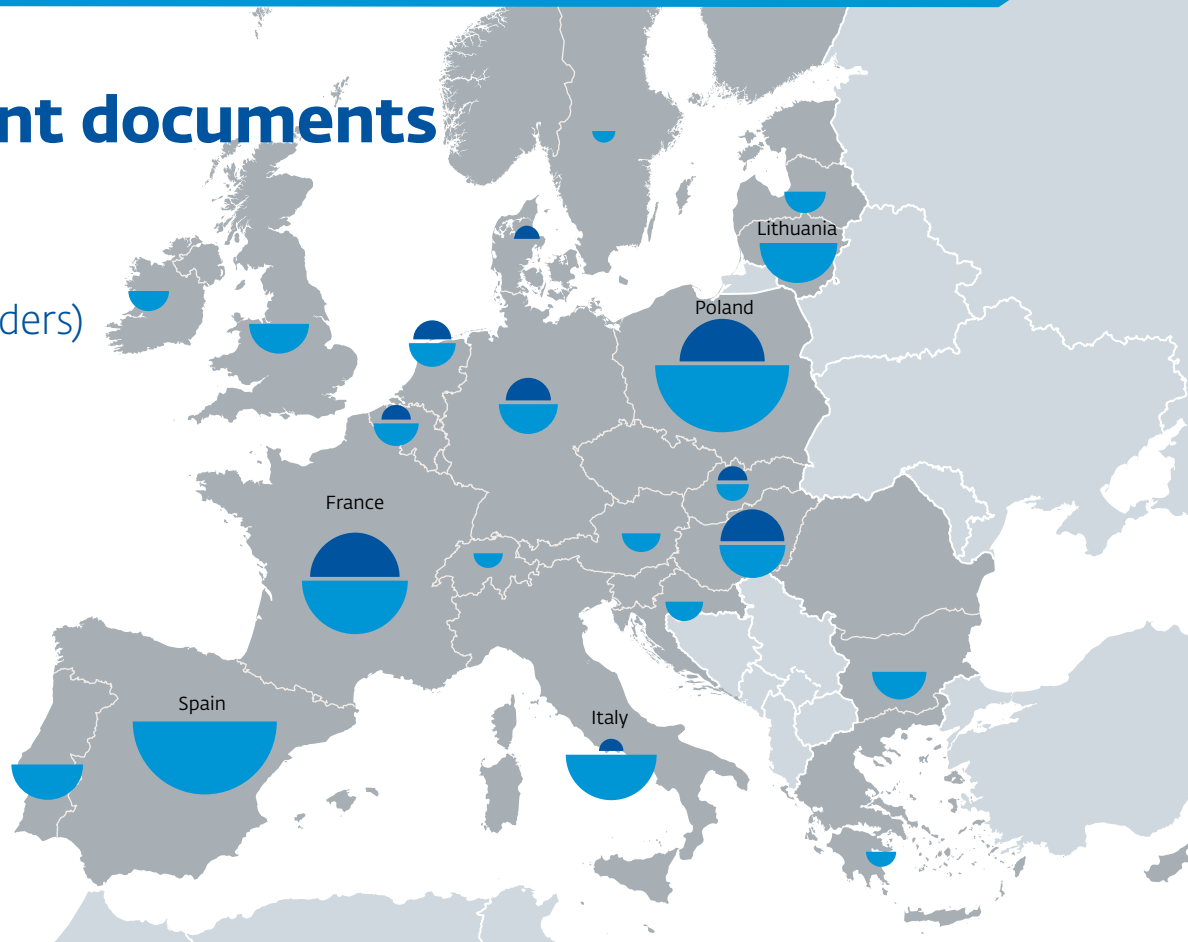 nt documents
ders)
Lithuania
Poland
France
Spain
Italy